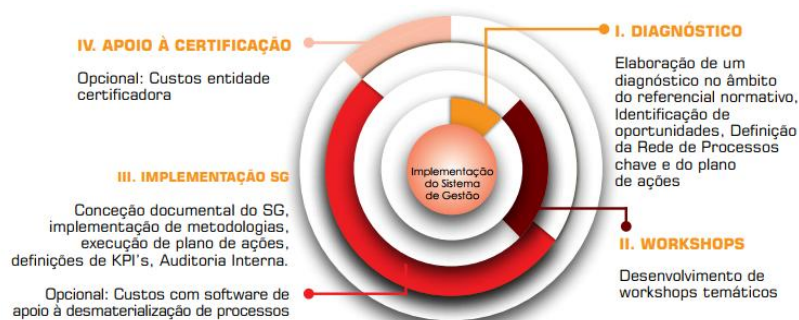 I. DIAGNÓSTICO
Elaboração de um
diagnóstico no âmbito
do referencial normativo,
Identificação de
oportunidades, Definição
da Rede de Processos
chave e do plano
de ações
II. WORKSHOPS
Desenvolvimento de
workshops temáticos
III. IMPLEMENTAÇÃO SG
Conceção documental do SG,
implementação de metodologias,
execução de plano de ações,
definições de KPI's, Auditoria Interna.
Opcional: Custos com software de
apoio à desmaterialização de processos
IV. APOIO À CERTIFICAÇÃO
Opcional: Custos entidade
certificadora
Implementação
do Sistema
de Gestão